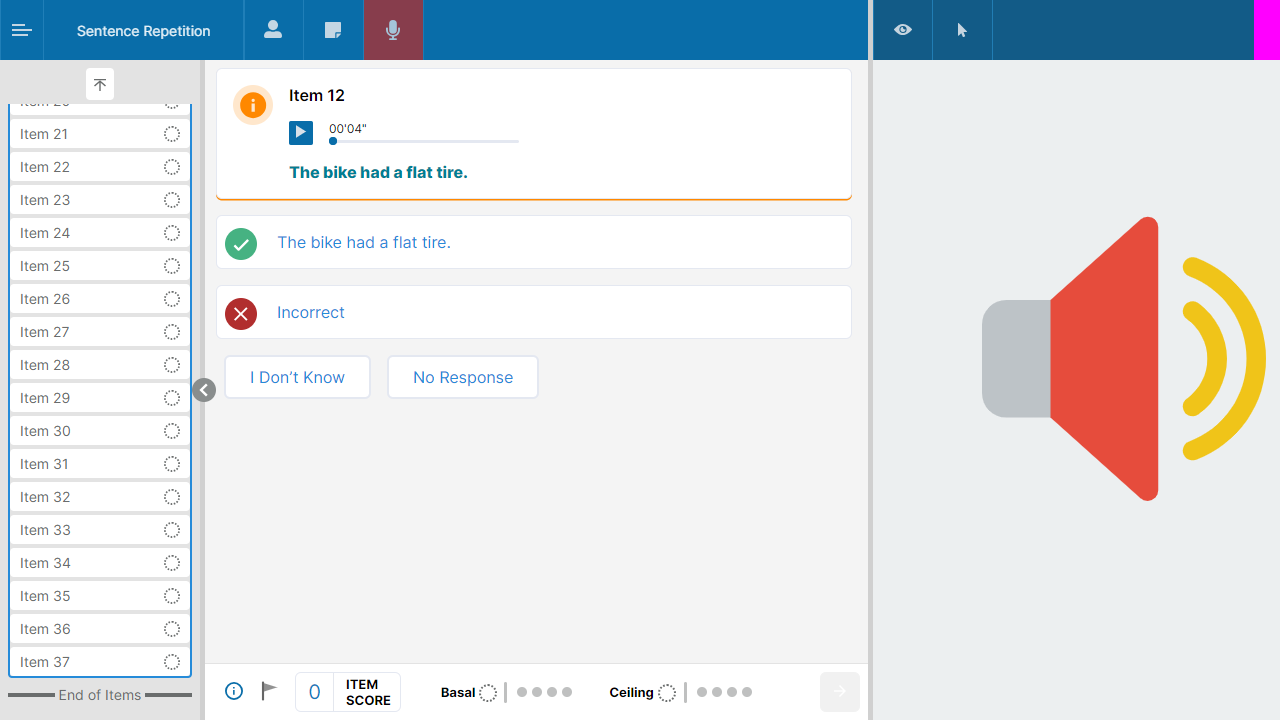 Sentence Repetition
Item 21
Item 22
Item 23
Item 24
Item 25
Item 26
Item 27
Item 28
Item 29
Item 30
Item 31
Item 32
Item 33
Item 34
Item 35
Item 36
Item 37
End of Items
Item 12
00'04"
The bike had a flat tire.
The bike had a flat tire.
Incorrect
I Don’t Know
No Response
0
ITEM
SCORE
Basal
Ceiling